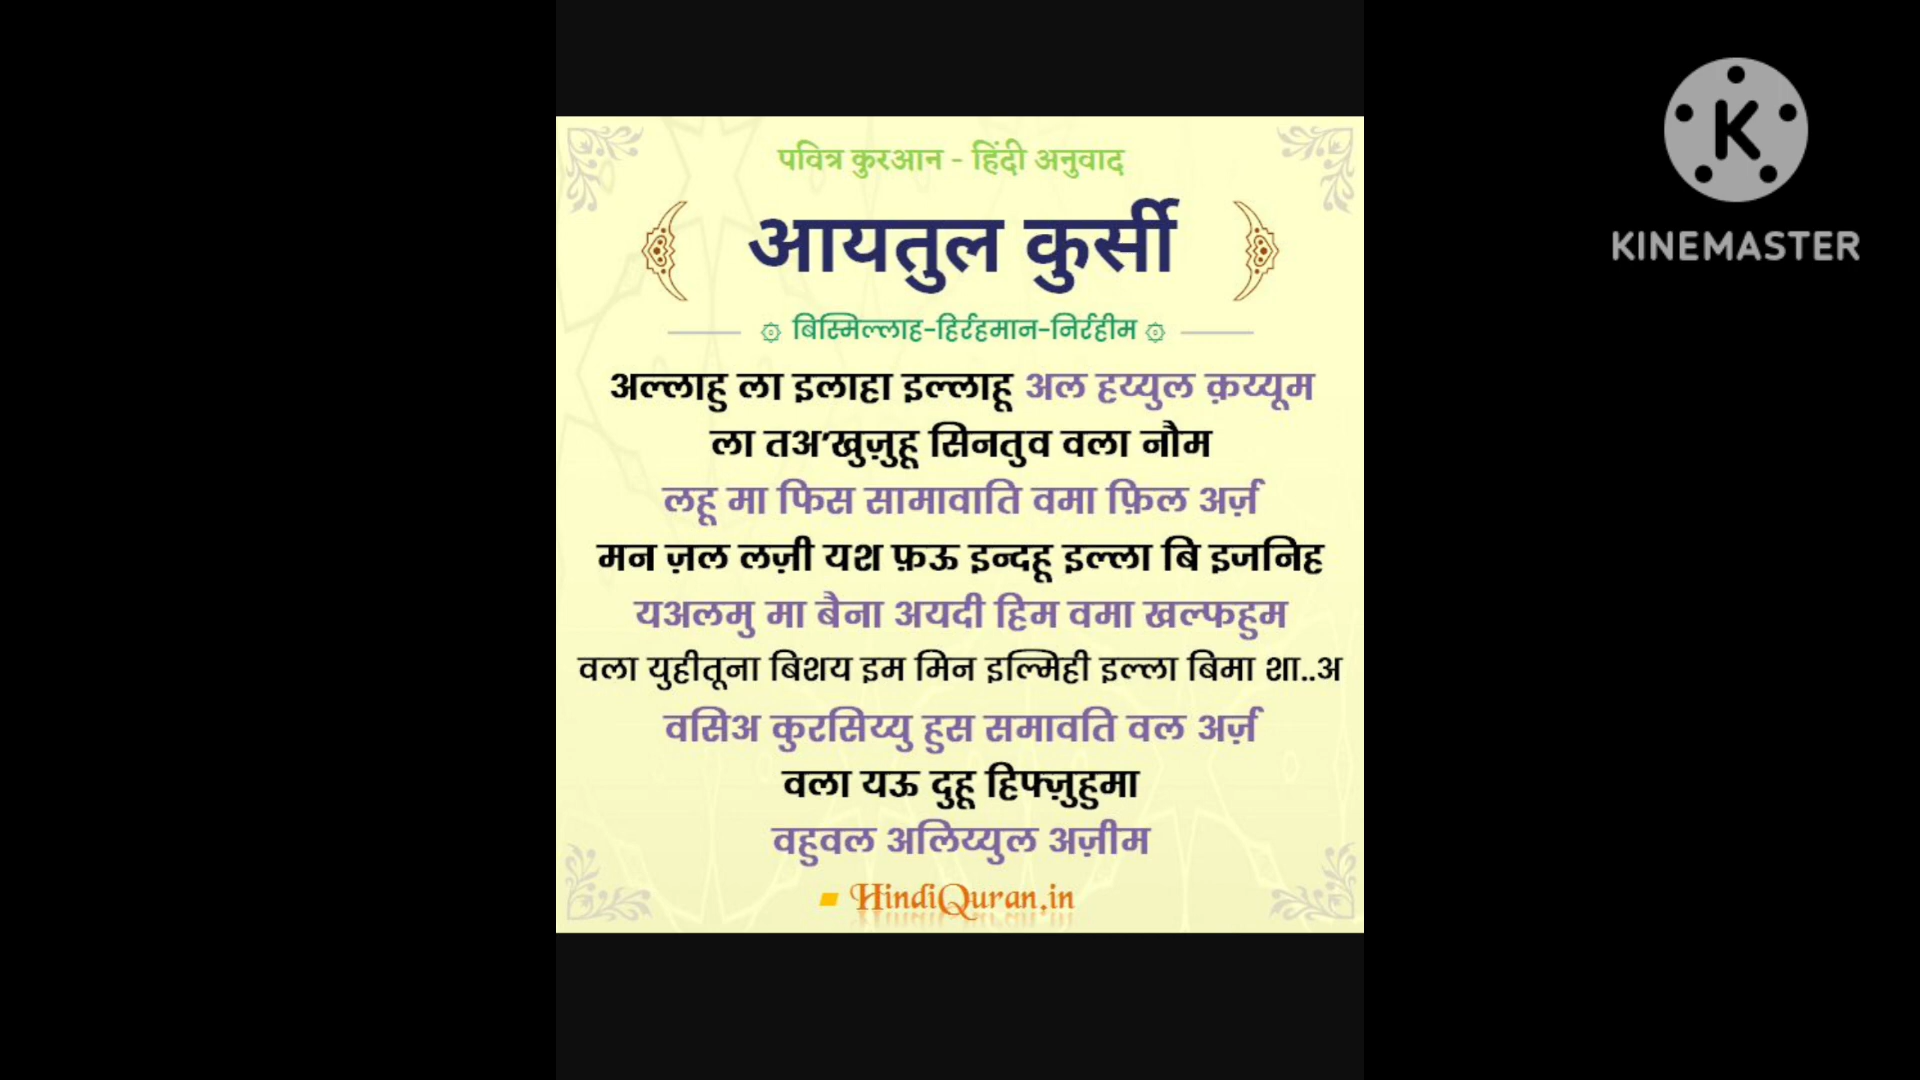 पवित्र कुरआन - हिंदी अनुवाद
आयतुल कुर्सी
बिस्मिल्लाह-हिर्रहमान-निर्रहीम
अल्लाहु ला इलाहा इल्लाहू अल हय्युल क़य्यूम
ला तअ'खुज़ुहू सिनतुव वला नौम
लहू मा फिस सामावाति वमा फ़िल अर्ज़
मन ज़ल लज़ी यश फ़ऊ इन्दहू इल्ला बि इजनिह
यअलमु मा बैना अयदी हिम वमा खल्फहुम
वला युहीतूना बिशय इम मिन इल्मिही इल्ला बिमा शा..अ
वसिअ कुरसिय्यु हुस समावति वल अर्ज़
वला यऊ दुहू हिफ्ज़ुहुमा
वहुवल अलिय्युल अज़ीम
HindiQuran.in
K
KINEMASTER